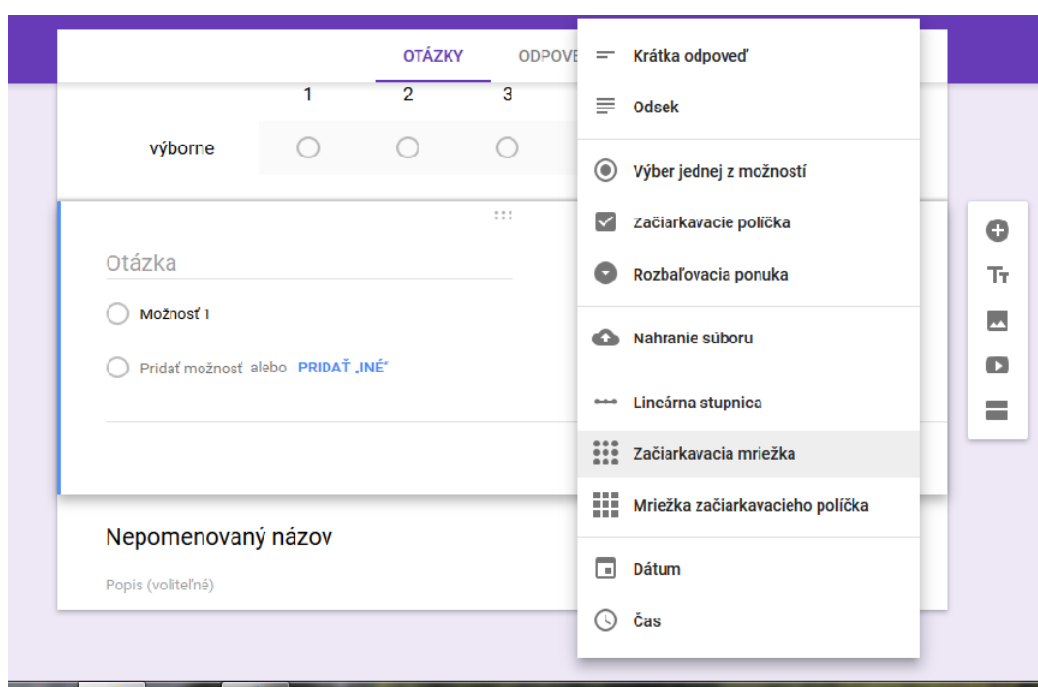 OTÁZKY ODPOVE
1 2 3
výborne
Otázka
Možnosť 1
Pridať možnosť alebo PRIDAŤ „INÉ“
Nepomenovaný názov
Popis (voliteľné)
Krátka odpoveď
Odsek
Výber jednej z možností
Začiarkavacie políčka
Rozbaľovacia ponuka
Nahranie súboru
Lineárna stupnica
Začiarkavacia mriežka
Mriežka začiarkavacieho políčka
Dátum
Čas
Tт